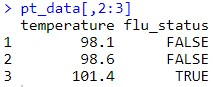 > pt_data[,2:3]
temperature flu_status
1 98.1 FALSE
2 98.6 FALSE
3 101.4 TRUE